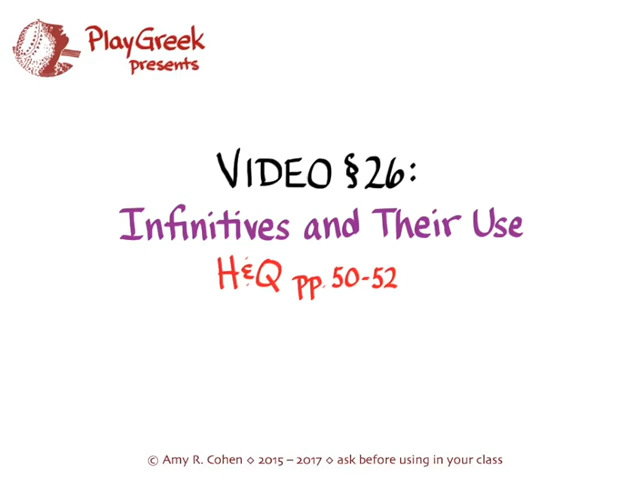 PlayGreek
presents
VIDEO §26:
Infinitives and Their Use
H&Q pp. 50-52
© Amy R. Cohen ◇ 2015 – 2017 ◇ ask before using in your class